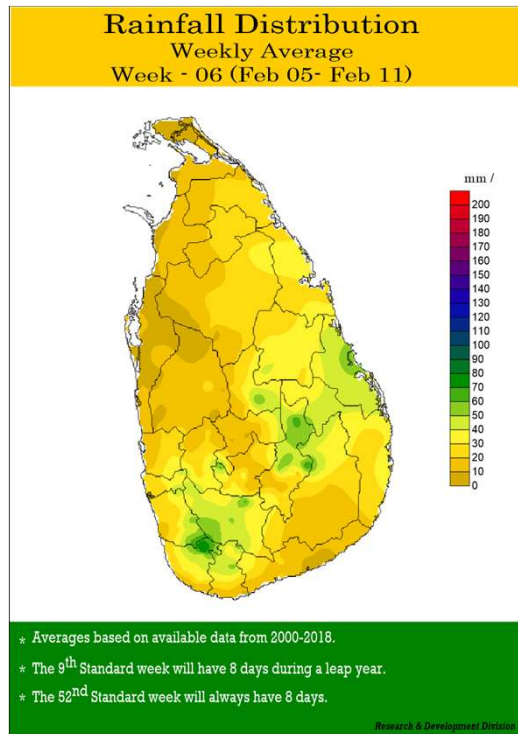 Rainfall Distribution
Weekly Average
Week - 06 (Feb 05- Feb 11)
mm /
200
190
180
170
160
150
140
130
120
110
100
90
80
70
60
50
40
30
20
10
0
* Averages based on available data from 2000-2018.
* The 9th Standard week will have 8 days during a leap year.
* The 52nd Standard week will always have 8 days.
Research & Development Division